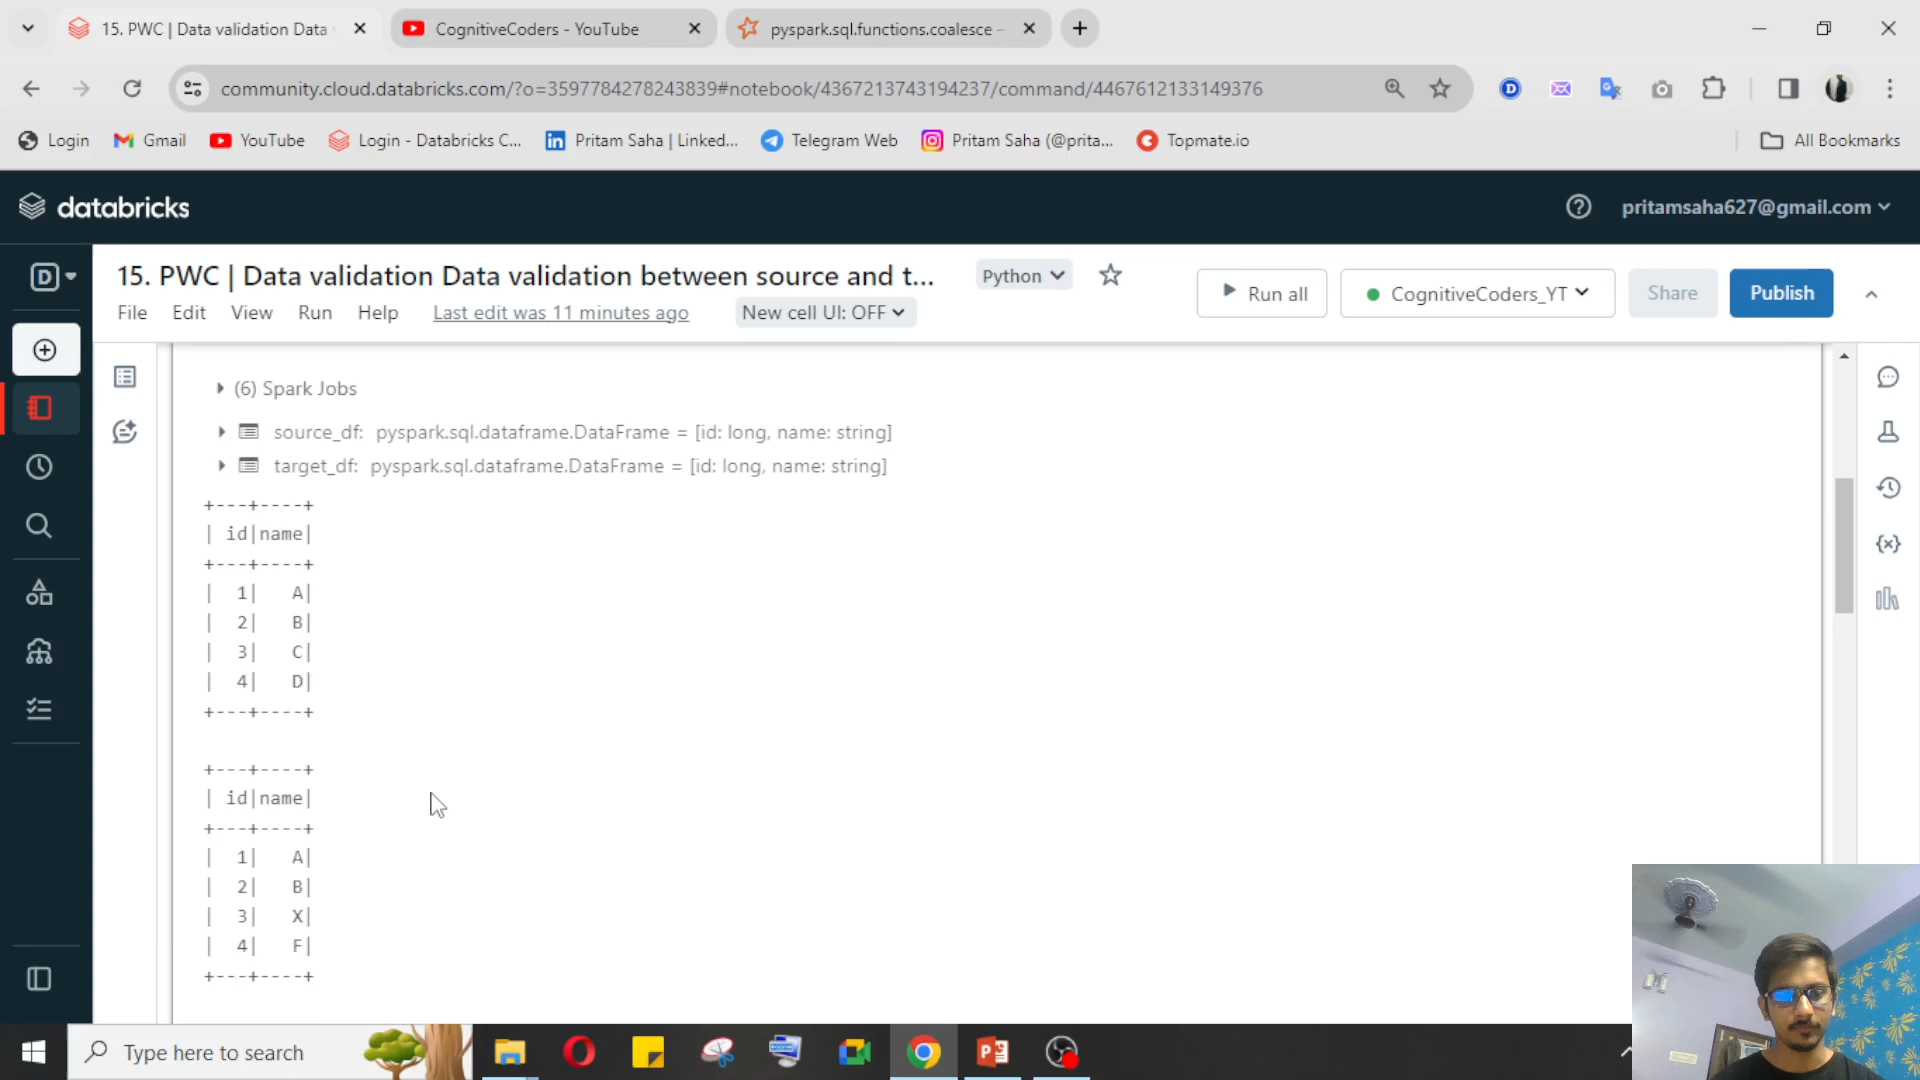 15. PWC | Data validation Data
CognitiveCoders - YouTube
pyspark.sql.functions.coalesce -
community.cloud.databricks.com/?o=3597784278243839#notebook/4367213743194237/command/4467612133149376
Login
Gmail
YouTube
Login - Databricks C...
Pritam Saha | Linked...
Telegram Web
Pritam Saha (@prita...
Topmate.io
All Bookmarks
databricks
pritamsaha627@gmail.com
D
15. PWC | Data validation Data validation between source and t...
Python
Run all
CognitiveCoders_YT
Share
Publish
File Edit View Run Help
Last edit was 11 minutes ago
New cell UI: OFF
(6) Spark Jobs
source_df: pyspark.sql.dataframe.DataFrame = [id: long, name: string]
target_df: pyspark.sql.dataframe.DataFrame = [id: long, name: string]
+---+----+
| id|name|
+---+----+
|  1|   A|
|  2|   B|
|  3|   C|
|  4|   D|
+---+----+
+---+----+
| id|name|
+---+----+
|  1|   A|
|  2|   B|
|  3|   X|
|  4|   F|
+---+----+
Type here to search